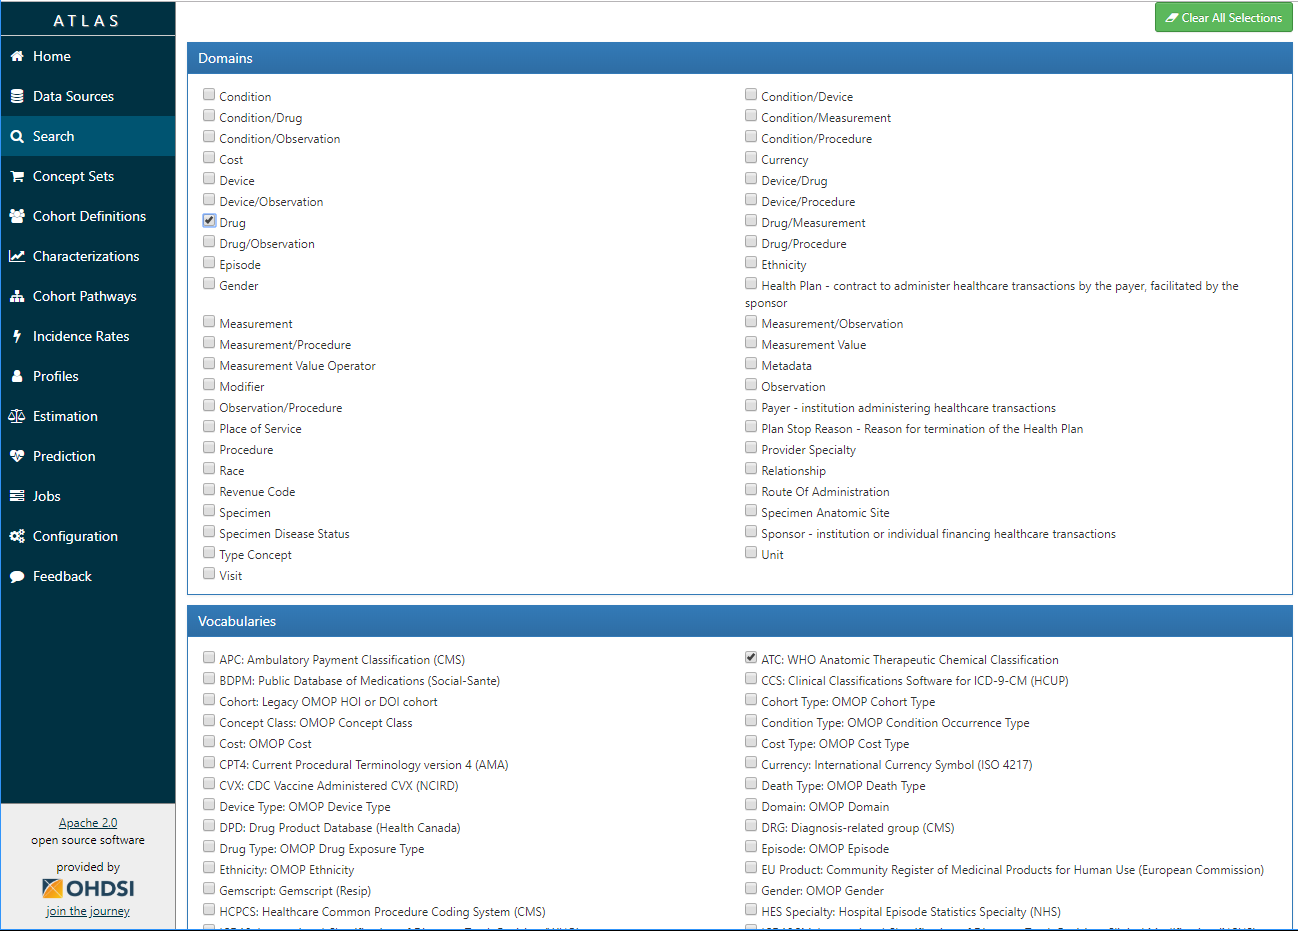 ATLAS
Clear All Selections
Home
Data Sources
Search
Concept Sets
Cohort Definitions
Characterizations
Cohort Pathways
Incidence Rates
Profiles
Estimation
Prediction
Jobs
Configuration
Feedback
Apache 2.0
open source software
provided by
OHDSI
join the journey
Domains
Condition
Condition/Device
Condition/Drug
Condition/Measurement
Condition/Observation
Condition/Procedure
Cost
Currency
Device
Device/Drug
Device/Observation
Device/Procedure
Drug
Drug/Measurement
Drug/Observation
Drug/Procedure
Episode
Ethnicity
Gender
Health Plan - contract to administer healthcare transactions by the payer, facilitated by the
sponsor
Measurement
Measurement/Observation
Measurement/Procedure
Measurement Value
Measurement Value Operator
Metadata
Modifier
Observation
Observation/Procedure
Payer - institution administering healthcare transactions
Place of Service
Plan Stop Reason - Reason for termination of the Health Plan
Procedure
Provider Specialty
Race
Relationship
Revenue Code
Route Of Administration
Specimen
Specimen Anatomic Site
Specimen Disease Status
Sponsor - institution or individual financing healthcare transactions
Type Concept
Unit
Visit
Vocabularies
APC: Ambulatory Payment Classification (CMS)
ATC: WHO Anatomic Therapeutic Chemical Classification
BDPM: Public Database of Medications (Social-Sante)
CCS: Clinical Classifications Software for ICD-9-CM (HCUP)
Cohort: Legacy OMOP HOI or DOI cohort
Cohort Type: OMOP Cohort Type
Concept Class: OMOP Concept Class
Condition Type: OMOP Condition Occurrence Type
Cost: OMOP Cost
Cost Type: OMOP Cost Type
CPT4: Current Procedural Terminology version 4 (AMA)
Currency: International Currency Symbol (ISO 4217)
CVX: CDC Vaccine Administered CVX (NCIRD)
Death Type: OMOP Death Type
Device Type: OMOP Device Type
Domain: OMOP Domain
DPD: Drug Product Database (Health Canada)
DRG: Diagnosis-related group (CMS)
Drug Type: OMOP Drug Exposure Type
Episode: OMOP Episode
Ethnicity: OMOP Ethnicity
EU Product: Community Register of Medicinal Products for Human Use (European Commission)
Gemscript: Gemscript (Resip)
Gender: OMOP Gender
HCPCS: Healthcare Common Procedure Coding System (CMS)
HES Specialty: Hospital Episode Statistics Specialty (NHS)